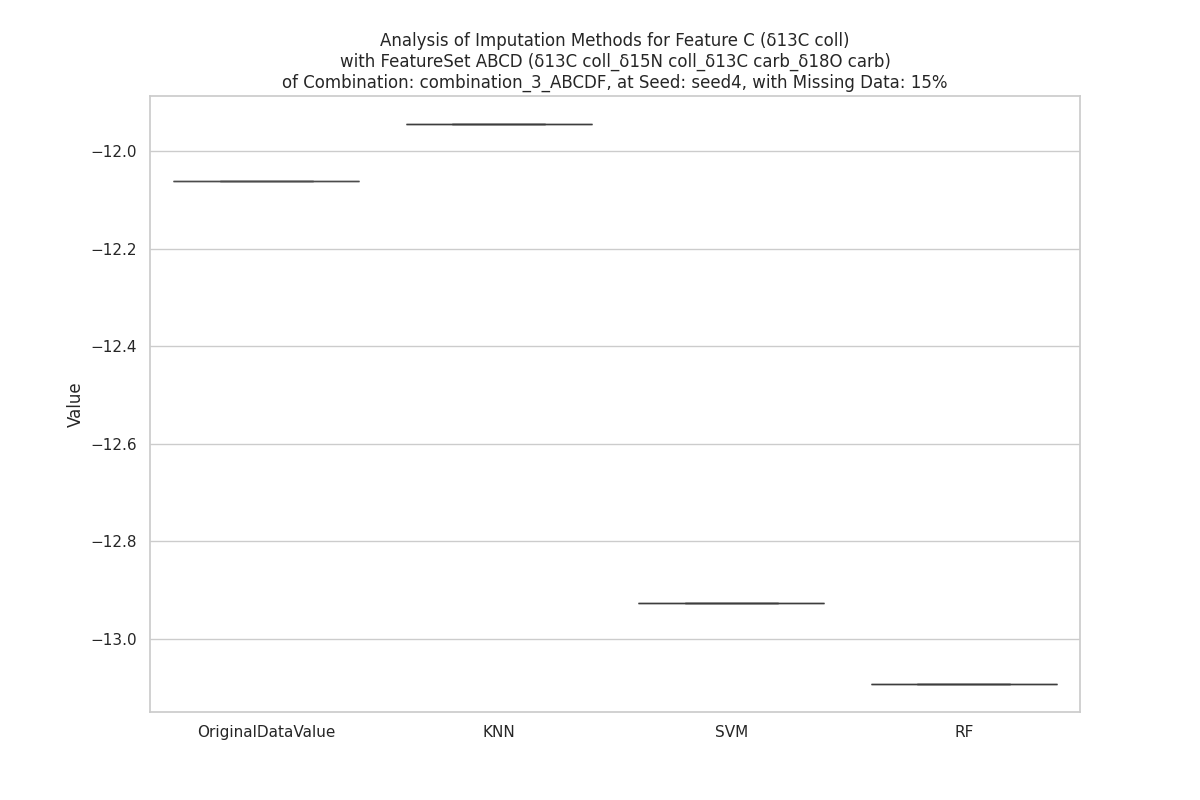 Analysis of Imputation Methods for Feature C (δ13C coll)
with FeatureSet ABCD (δ13C coll_δ15N coll_δ13C carb_δ18O carb)
of Combination: combination_3_ABCDF, at Seed: seed4, with Missing Data: 15%
Value
−12.0
−12.2
−12.4
−12.6
−12.8
−13.0
OriginalDataValue KNN SVM RF